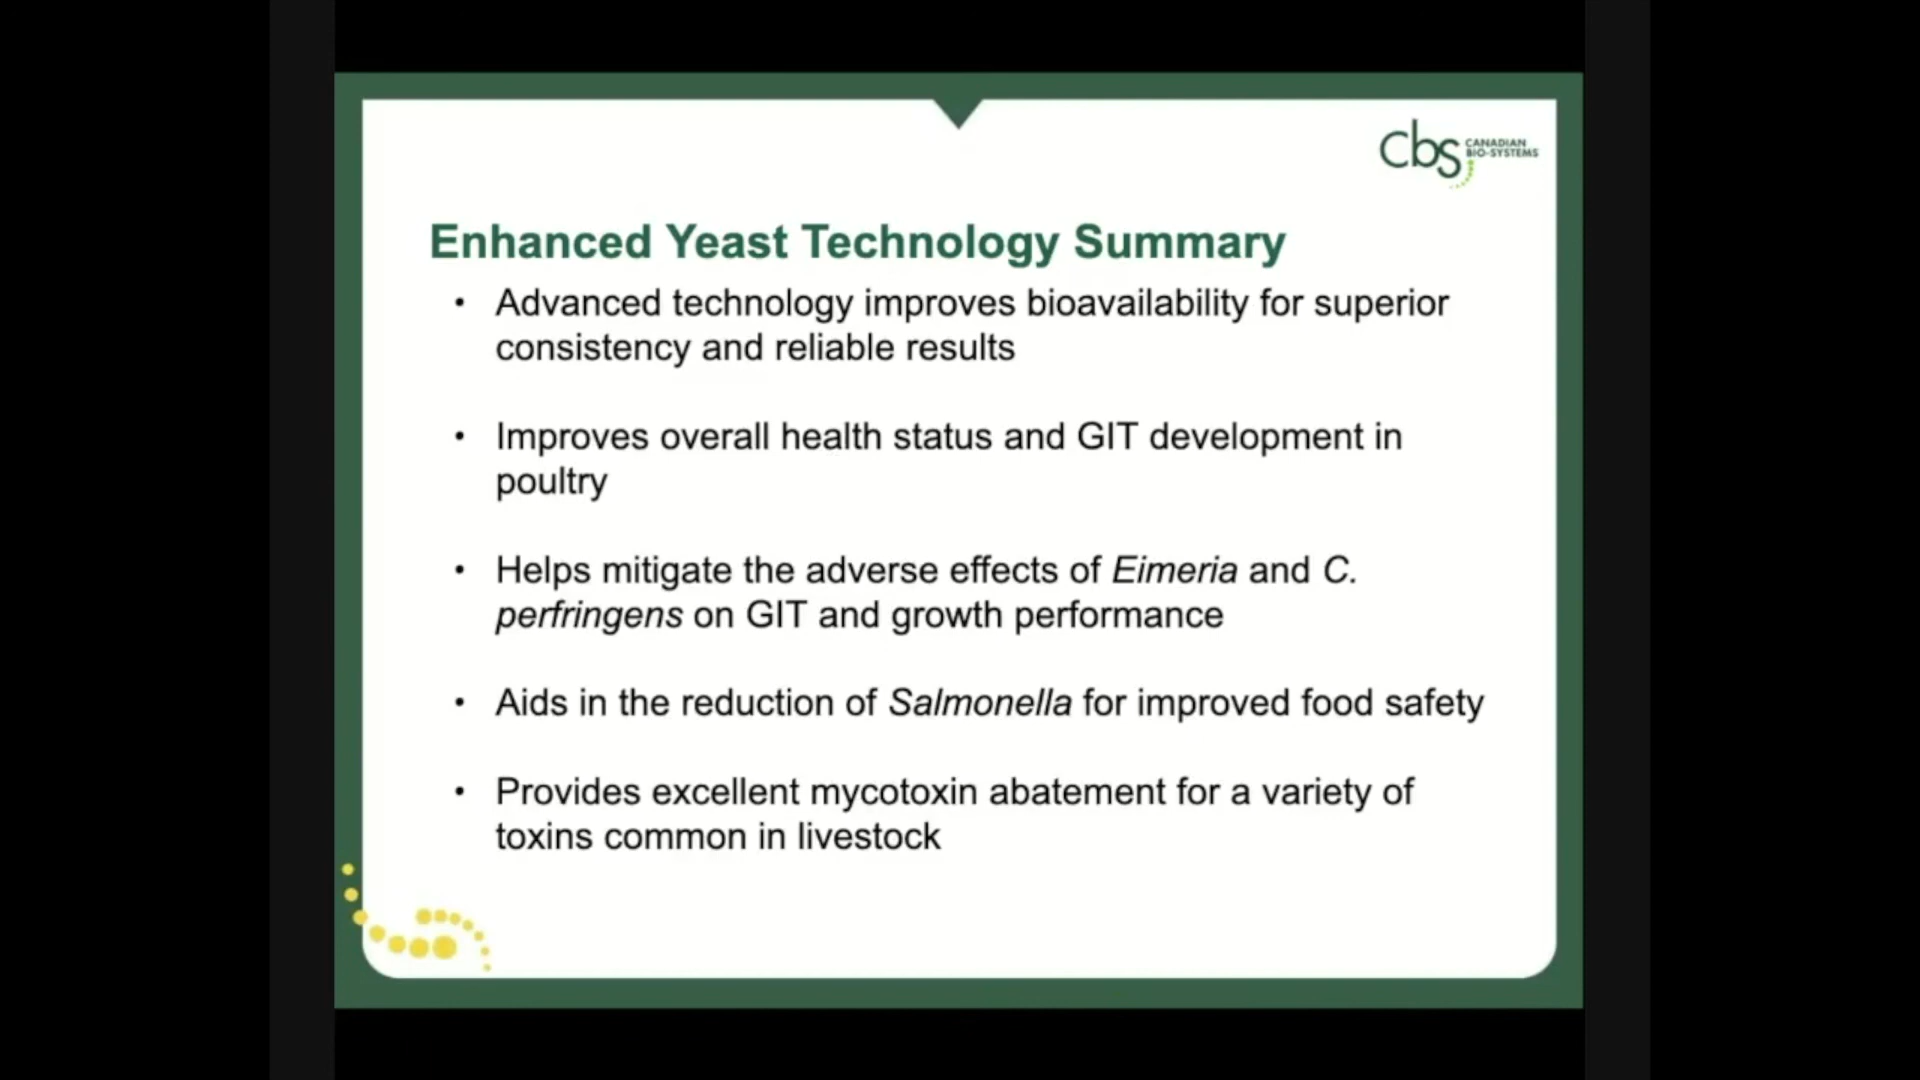 cbs CANADIAN
BIO-SYSTEMS
Enhanced Yeast Technology Summary
• Advanced technology improves bioavailability for superior
consistency and reliable results
• Improves overall health status and GIT development in
poultry
• Helps mitigate the adverse effects of Eimeria and C.
perfringens on GIT and growth performance
• Aids in the reduction of Salmonella for improved food safety
• Provides excellent mycotoxin abatement for a variety of
toxins common in livestock